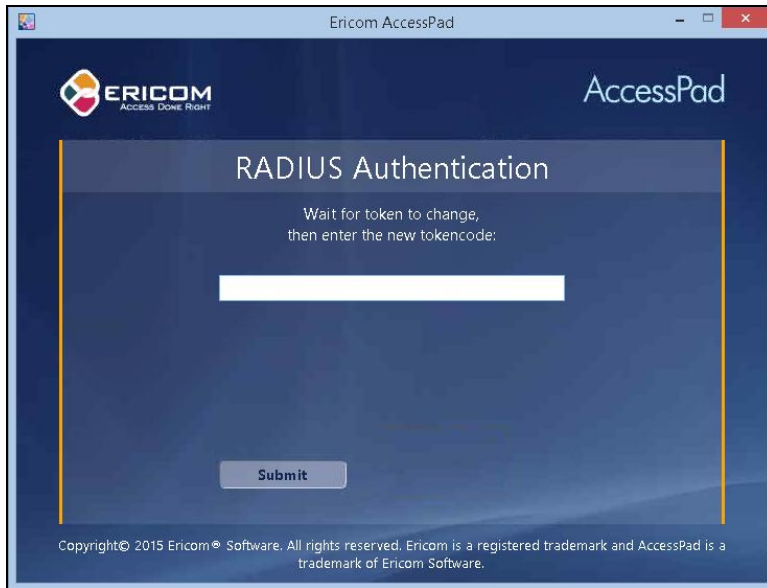 Ericom AccessPad
ERICOM
ACCESS DONE RIGHT
AccessPad
RADIUS Authentication
Wait for token to change,
then enter the new tokencode:
Submit
Copyright© 2015 Ericom® Software. All rights reserved. Ericom is a registered trademark and AccessPad is a
trademark of Ericom Software.